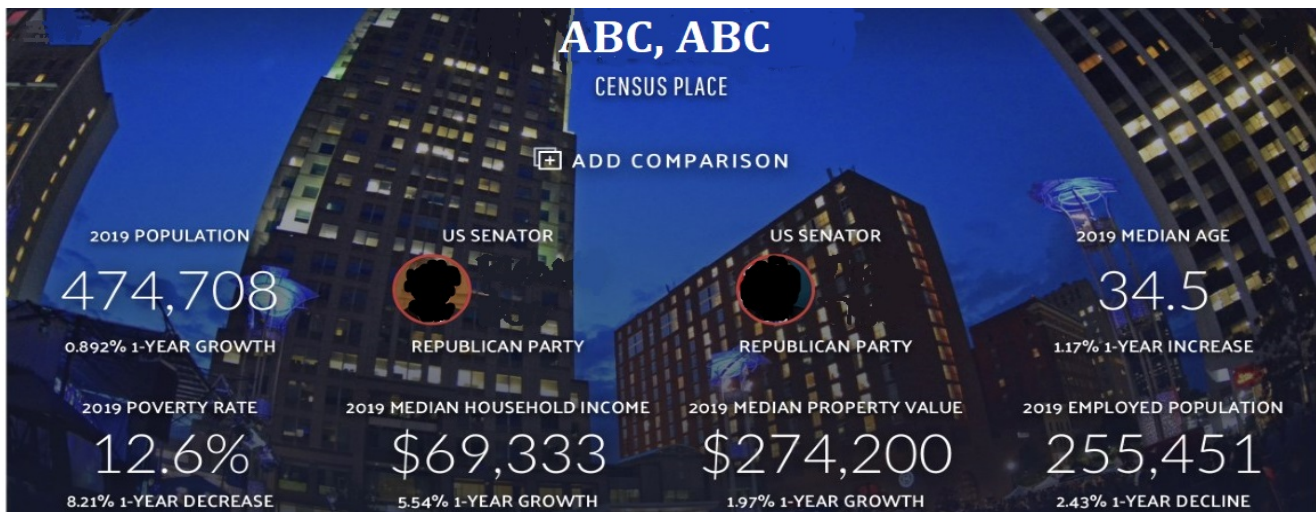 ABC, ABC
CENSUS PLACE
ADD COMPARISON
2019 POPULATION
474,708
0.892% 1-YEAR GROWTH
US SENATOR
REPUBLICAN PARTY
US SENATOR
REPUBLICAN PARTY
2019 MEDIAN AGE
34.5
1.17% 1-YEAR INCREASE
2019 POVERTY RATE
12.6%
8.21% 1-YEAR DECREASE
2019 MEDIAN HOUSEHOLD INCOME
$69,333
5.54% 1-YEAR GROWTH
2019 MEDIAN PROPERTY VALUE
$274,200
1.97% 1-YEAR GROWTH
2019 EMPLOYED POPULATION
255,451
2.43% 1-YEAR DECLINE